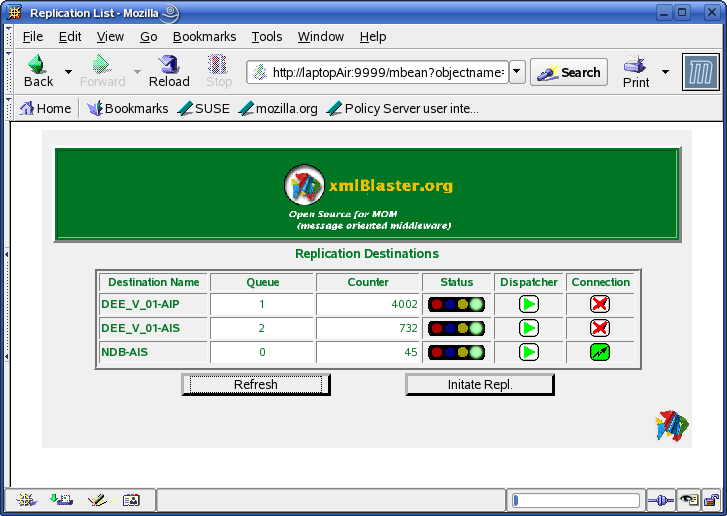 Replication List - Mozilla
File Edit View Go Bookmarks Tools Window Help
Back Forward Reload Stop http://laptopAir:9999/mbean?objectname= Search Print
Home Bookmarks SUSE mozilla.org Policy Server user inte...
xmlBlaster.org
Open Source for MOM
(message oriented middleware)
Replication Destinations
Destination Name Queue Counter Status Dispatcher Connection
DEE_V_01-AIP 1 4002
DEE_V_01-AIS 2 732
NDB-AIS 0 45
Refresh Initate Repl.